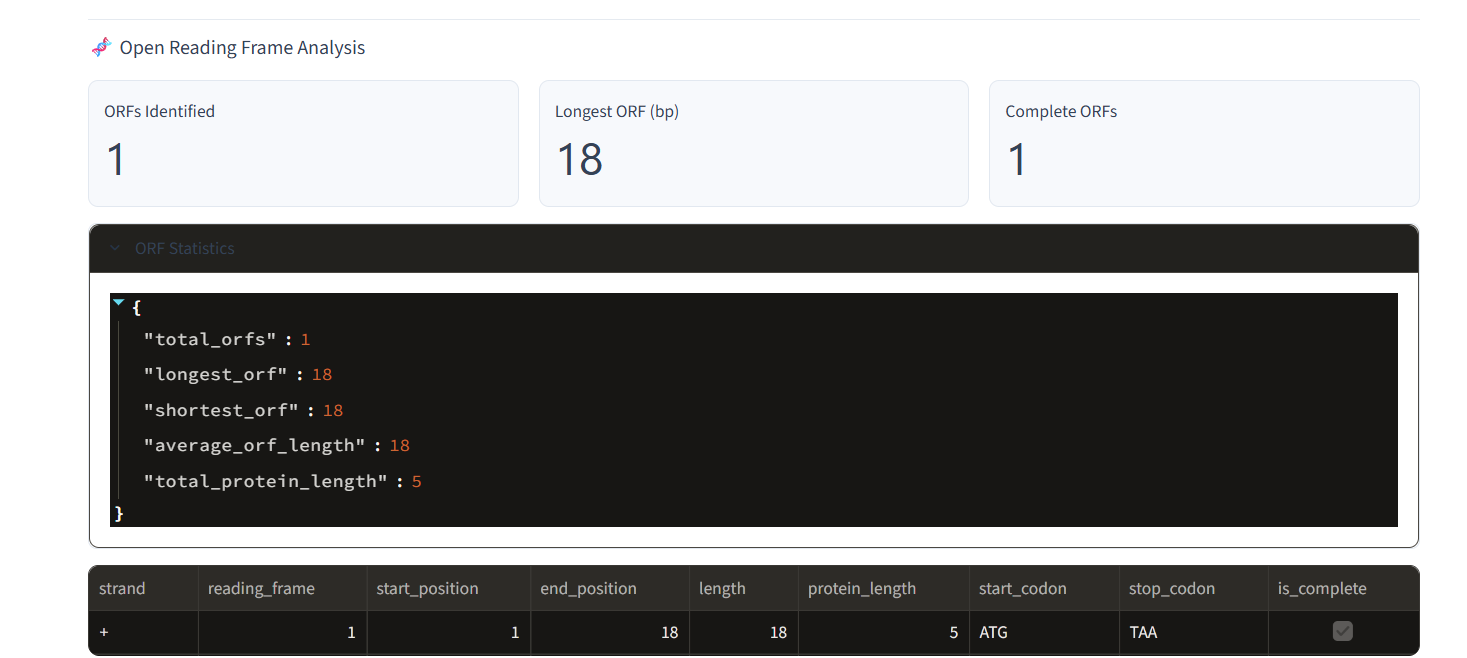 🧬 Open Reading Frame Analysis
ORFs Identified
1
Longest ORF (bp)
18
Complete ORFs
1
ORF Statistics
{
"total_orfs" : 1
"longest_orf" : 18
"shortest_orf" : 18
"average_orf_length" : 18
"total_protein_length" : 5
}
strand reading_frame start_position end_position length protein_length start_codon stop_codon is_complete
+ 1 1 18 18 5 ATG TAA